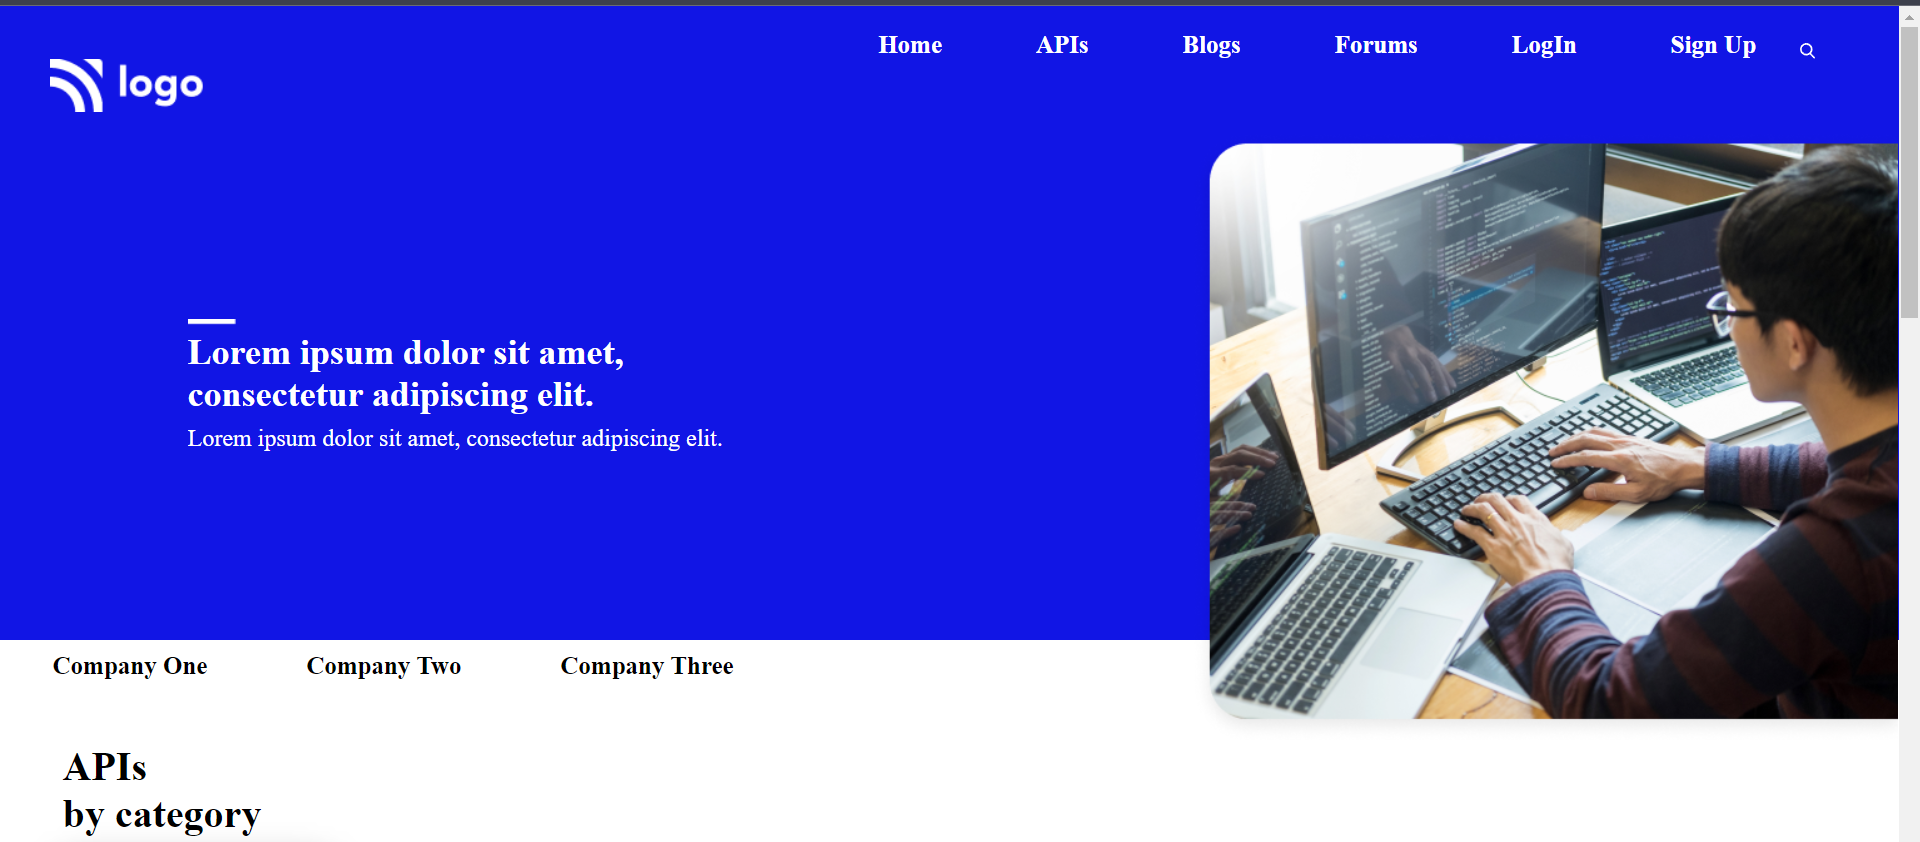 Home APIs Blogs Forums LogIn Sign Up
logo
Lorem ipsum dolor sit amet,
consectetur adipiscing elit.
Lorem ipsum dolor sit amet, consectetur adipiscing elit.
Company One Company Two Company Three
APIs
by category